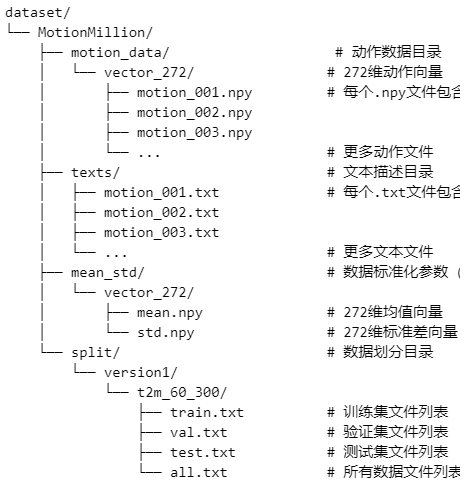 dataset/
└── MotionMillion/
    ├── motion_data/                    # 动作数据目录
    │   └── vector_272/                # 272维动作向量
    │       ├── motion_001.npy         # 每个.npy文件包含
    │       ├── motion_002.npy
    │       ├── motion_003.npy
    │       └── ...                    # 更多动作文件
    ├── texts/                         # 文本描述目录
    │   ├── motion_001.txt             # 每个.txt文件包含
    │   ├── motion_002.txt
    │   ├── motion_003.txt
    │   └── ...                        # 更多文本文件
    ├── mean_std/                      # 数据标准化参数（
    │   └── vector_272/
    │       ├── mean.npy               # 272维均值向量
    │       └── std.npy                # 272维标准差向量
    └── split/                         # 数据划分目录
        └── version1/
            └── t2m_60_300/
                ├── train.txt          # 训练集文件列表
                ├── val.txt            # 验证集文件列表
                ├── test.txt           # 测试集文件列表
                └── all.txt            # 所有数据文件列表